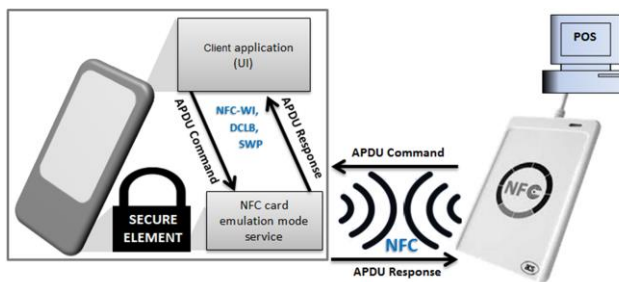 Client application
(UI)
APDU Command
NFC-WI,
DCLB,
SWP
APDU Response
SECURE
ELEMENT
NFC card
emulation mode
service
APDU Command
NFC
APDU Response
POS
NFC